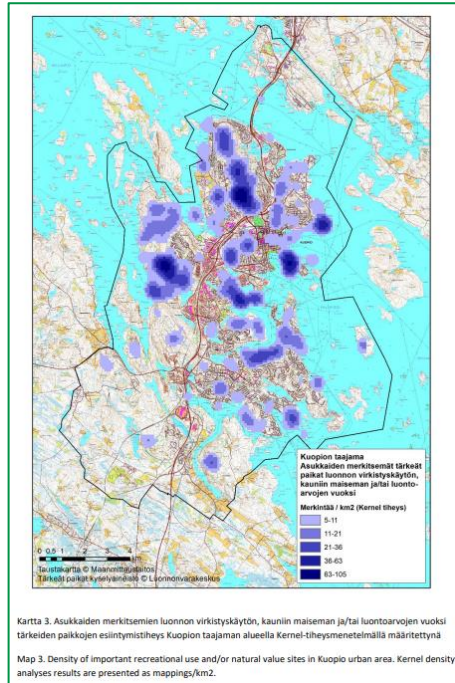 KUOPIO
Kuopion taajama
Asukkaiden merkitsemät tärkeät
paikat luonnon virkistyskäytön,
kauniin maiseman ja/tai luonto-
arvojen vuoksi
Merkintää / km2 (Kernel tiheys)
5-11
11-21
21-36
36-63
63-105
0 0,5 1 2 3
Taustakartta © Maanmittauslaitos
Tärkeät paikat kyselyaineisto © Luonnonvarakeskus
Kartta 3. Asukkaiden merkitsemien luonnon virkistyskäytön, kauniin maiseman ja/tai luontoarvojen vuoksi
tärkeiden paikkojen esiintymistiheys Kuopion taajaman alueella Kernel-tiheysmenetelmällä määritettynä
Map 3. Density of important recreational use and/or natural value sites in Kuopio urban area. Kernel density
analyses results are presented as mappings/km2.